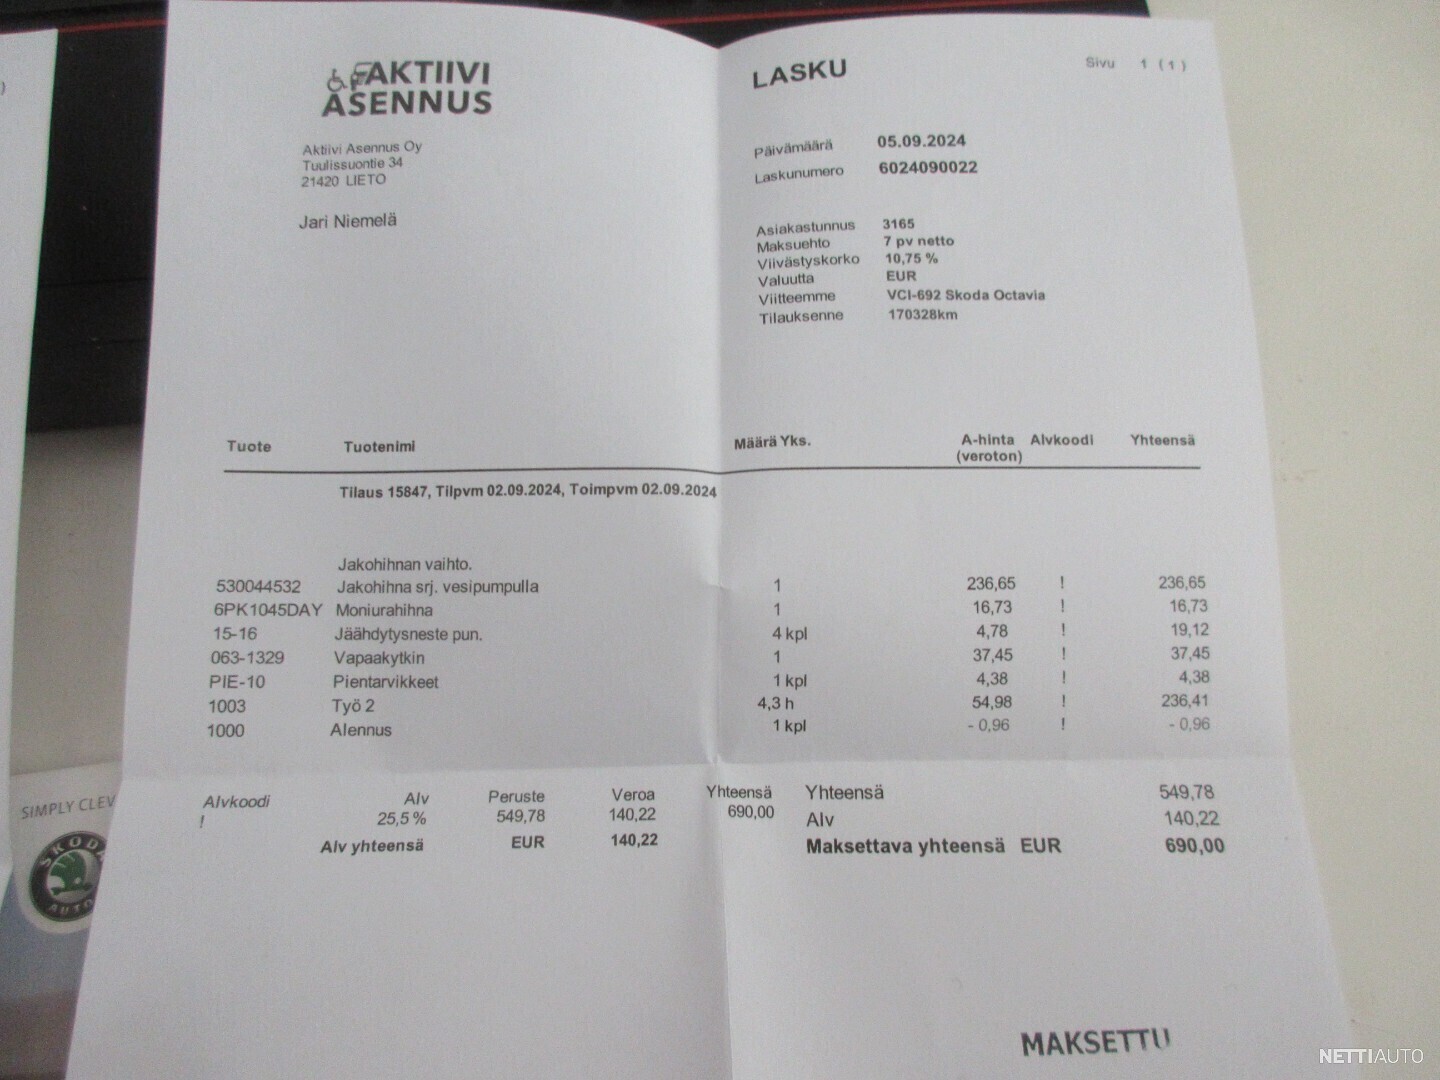 AKTIIVI
ASENNUS
LASKU
Sivu 1 (1)
Aktiivi Asennus Oy
Tuulissuontie 34
21420 LIETO
Jari Niemelä
Päivämäärä 05.09.2024
Laskunumero 6024090022
Asiakastunnus 3165
Maksuehto 7 pv netto
Viivästyskorko 10,75 %
Valuutta EUR
Viitteemme VCI-692 Skoda Octavia
Tilauksenne 170328km
Tuote Tuotenimi Määrä Yks. A-hinta Alvkoodi Yhteensä
(veroton)
Tilaus 15847, Tilpvm 02.09.2024, Toimpvm 02.09.2024
Jakohihnan vaihto.
530044532 Jakohihna srj. vesipumpulla 1 236,65 ! 236,65
6PK1045DAY Moniurahihna 1 16,73 ! 16,73
15-16 Jäähdytysneste pun. 4 kpl 4,78 ! 19,12
063-1329 Vapaakytkin 1 37,45 ! 37,45
PIE-10 Pientarvikkeet 1 kpl 4,38 ! 4,38
1003 Työ 2 4,3 h 54,98 ! 236,41
1000 Alennus 1 kpl - 0,96 ! - 0,96
Alvkoodi Alv Peruste Veroa Yhteensä
! 25,5 % 549,78 140,22 690,00
Alv yhteensä EUR 140,22
Yhteensä 549,78
Alv 140,22
Maksettava yhteensä EUR 690,00
SIMPLY CLEV
SKODA
AUTO
MAKSETTU
NETTIAUTO